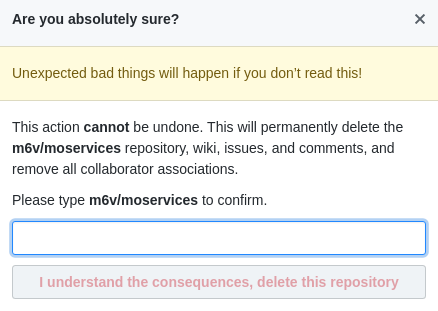 Are you absolutely sure?
Unexpected bad things will happen if you don’t read this!
This action cannot be undone. This will permanently delete the
m6v/moservices repository, wiki, issues, and comments, and
remove all collaborator associations.
Please type m6v/moservices to confirm.
I understand the consequences, delete this repository